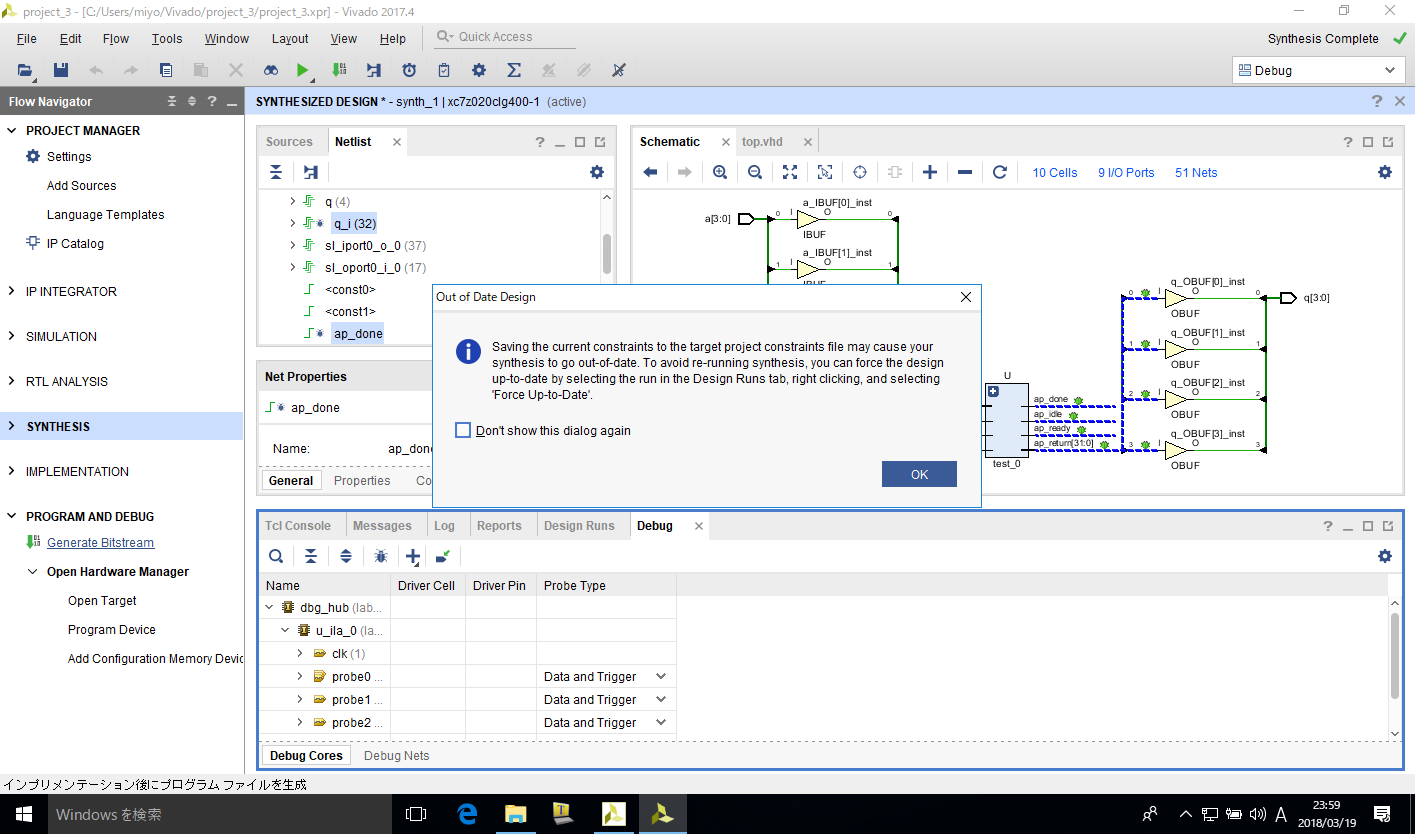 project_3 - [C:/Users/miyo/Vivado/project_3/project_3.xpr] - Vivado 2017.4
File Edit Flow Tools Window Layout View Help Quick Access Synthesis Complete
Debug
Flow Navigator
SYNTHESIZED DESIGN * - synth_1 | xc7z020clg400-1 (active)
PROJECT MANAGER
Settings
Add Sources
Language Templates
IP Catalog
IP INTEGRATOR
SIMULATION
RTL ANALYSIS
SYNTHESIS
IMPLEMENTATION
PROGRAM AND DEBUG
Generate Bitstream
Open Hardware Manager
Open Target
Program Device
Add Configuration Memory Devic
Sources Netlist
q (4)
q_i (32)
sl_iport0_o_0 (37)
sl_oport0_i_0 (17)
<const0>
<const1>
ap_done
Net Properties
ap_done
Name: ap_done
General Properties Co
Schematic top.vhd
10 Cells 9 I/O Ports 51 Nets
a_IBUF[0]_inst
a[3:0] 0 I O 0
IBUF
a_IBUF[1]_inst
1 I O 1
IBUF
U
ap_done
ap_idle
ap_ready
ap_return[31:0]
test_0
q_OBUF[0]_inst
0 I O 0 q[3:0]
OBUF
q_OBUF[1]_inst
1 I O 1
OBUF
q_OBUF[2]_inst
2 I O 2
OBUF
q_OBUF[3]_inst
3 I O 3
OBUF
Out of Date Design
Saving the current constraints to the target project constraints file may cause your
synthesis to go out-of-date. To avoid re-running synthesis, you can force the design
up-to-date by selecting the run in the Design Runs tab, right clicking, and selecting
'Force Up-to-Date'.
Don't show this dialog again
OK
Tcl Console Messages Log Reports Design Runs Debug
Name Driver Cell Driver Pin Probe Type
dbg_hub (lab...
u_ila_0 (la...
clk (1)
probe0 ... Data and Trigger
probe1 ... Data and Trigger
probe2 ... Data and Trigger
Debug Cores Debug Nets
インプリメンテーション後にプログラム ファイルを生成
Windows を検索
A
23:59
2018/03/19